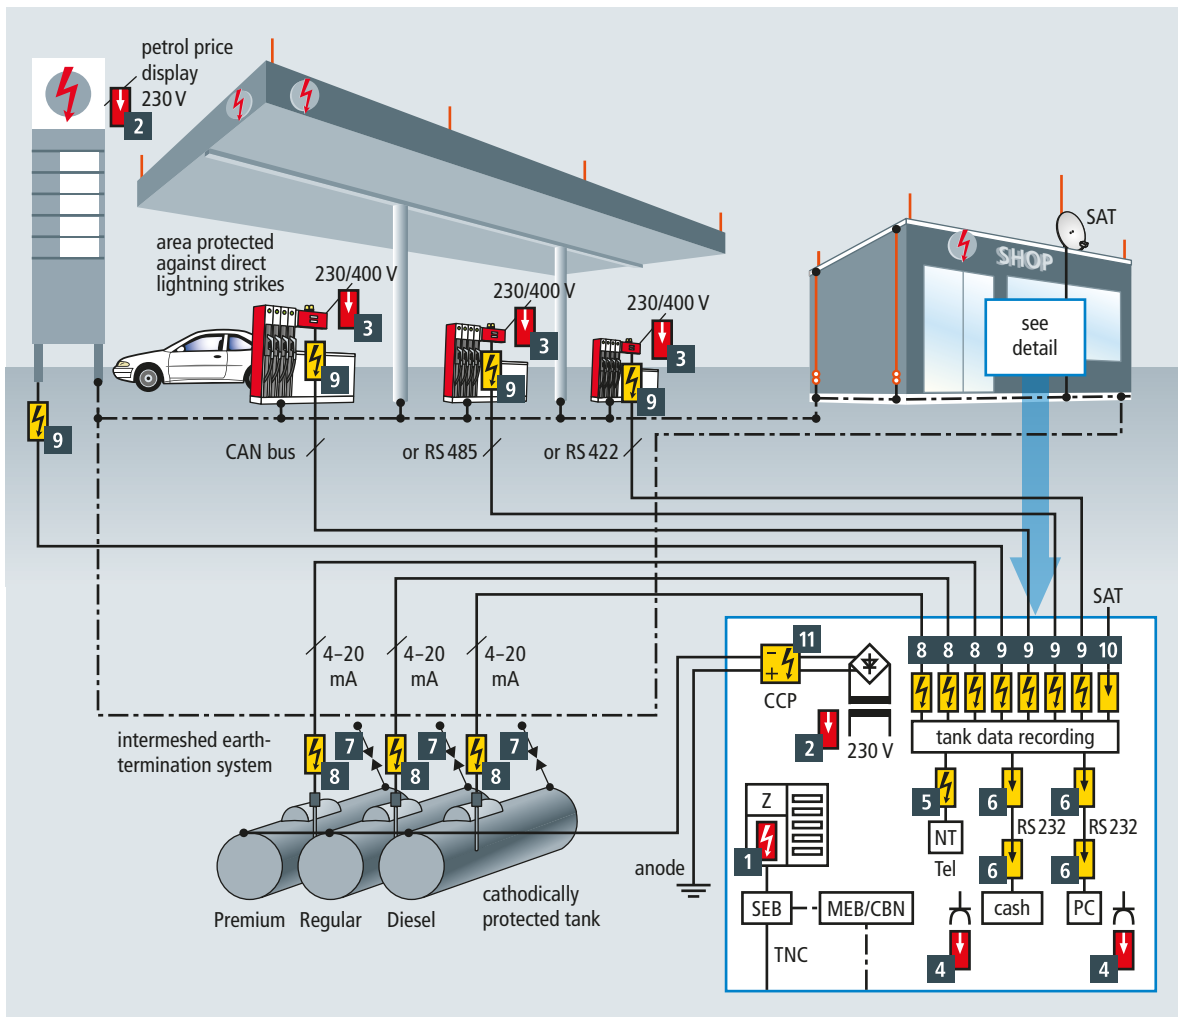 petrol price
display
230 V
2
SAT
SHOP
area protected
against direct
lightning strikes
230/400 V
3
230/400 V
3
230/400 V
3
see
detail
9
9
9
9
CAN bus
or RS 485
or RS 422
SAT
4–20
mA
4–20
mA
4–20
mA
11
– +
CCP
8
8
8
9
9
9
9
10
tank data recording
2
230 V
intermeshed earth-
termination system
7
7
7
8
8
8
5
6
6
NT
Tel
RS 232
RS 232
6
6
Z
1
anode
cathodically
protected tank
Premium
Regular
Diesel
SEB
MEB/CBN
cash
PC
TNC
4
4